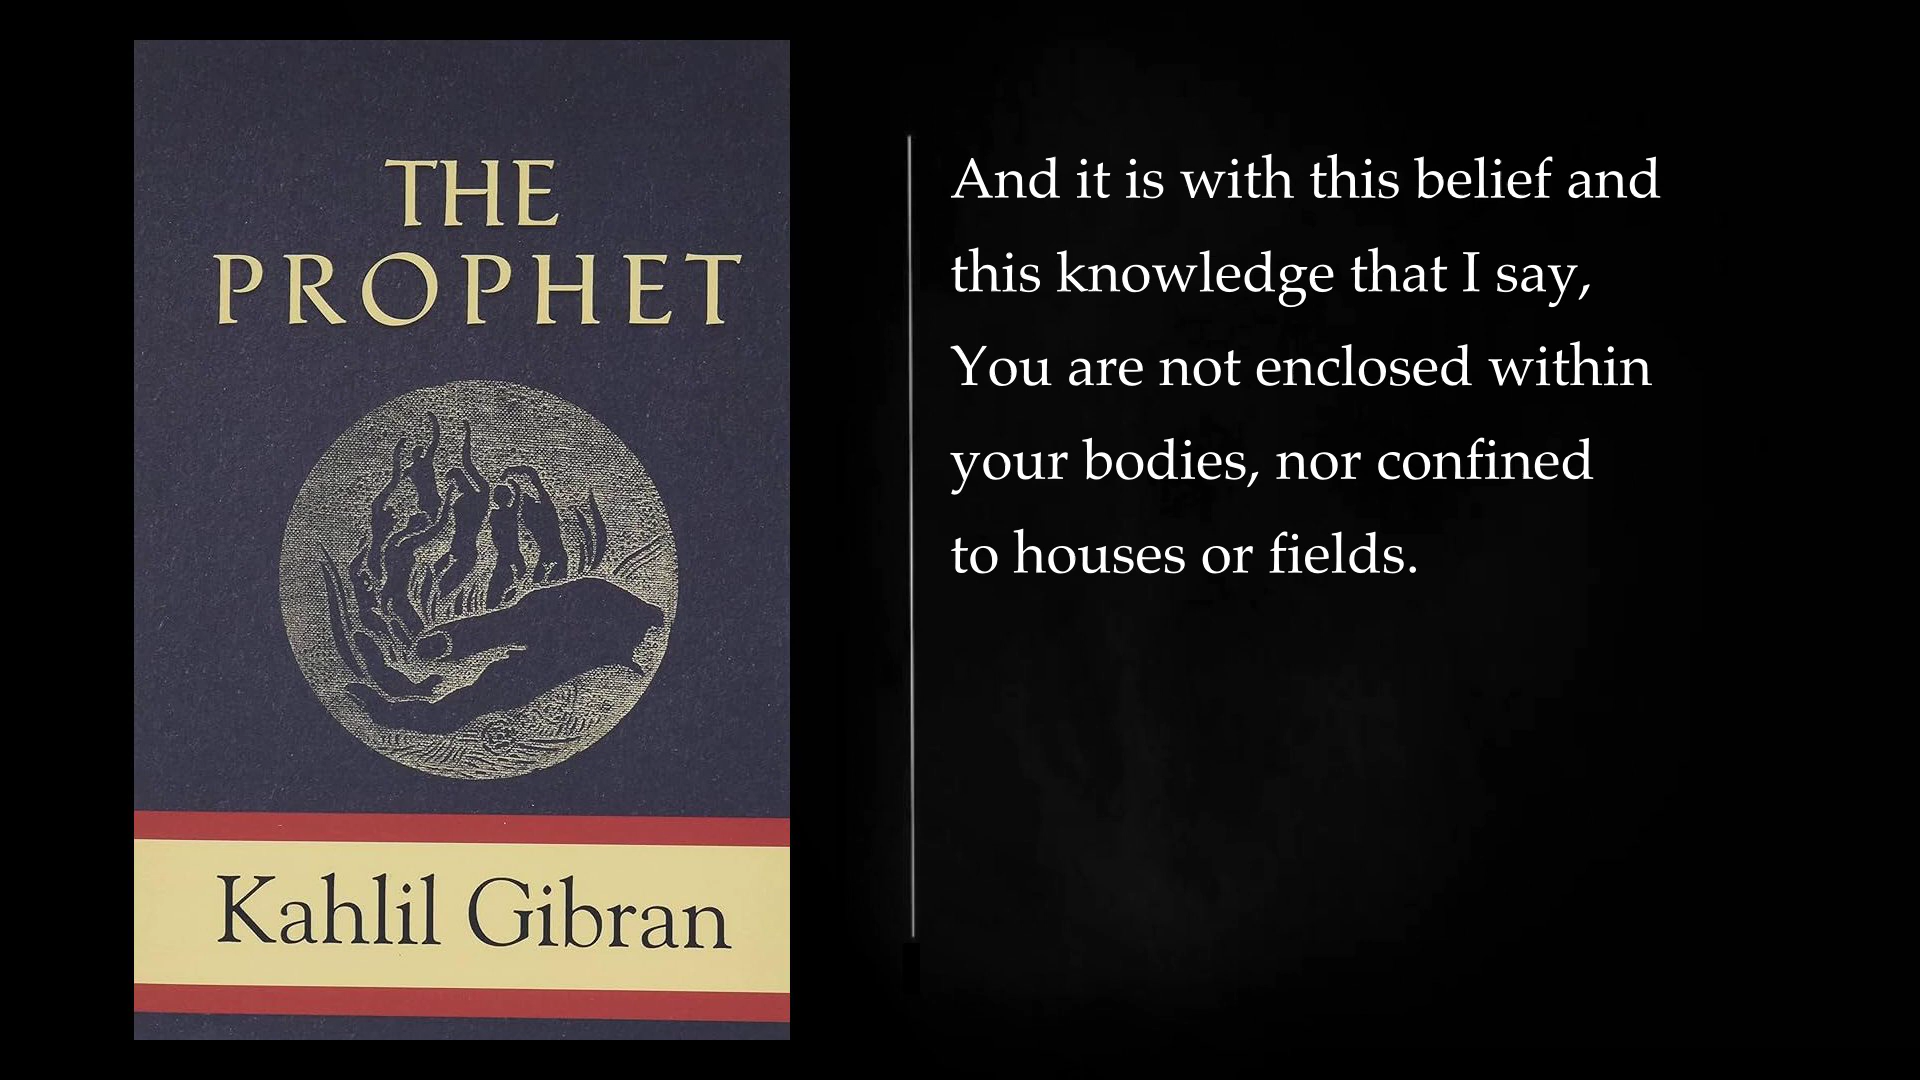 THE
PROPHET
Kahlil Gibran
And it is with this belief and
this knowledge that I say,
You are not enclosed within
your bodies, nor confined
to houses or fields.